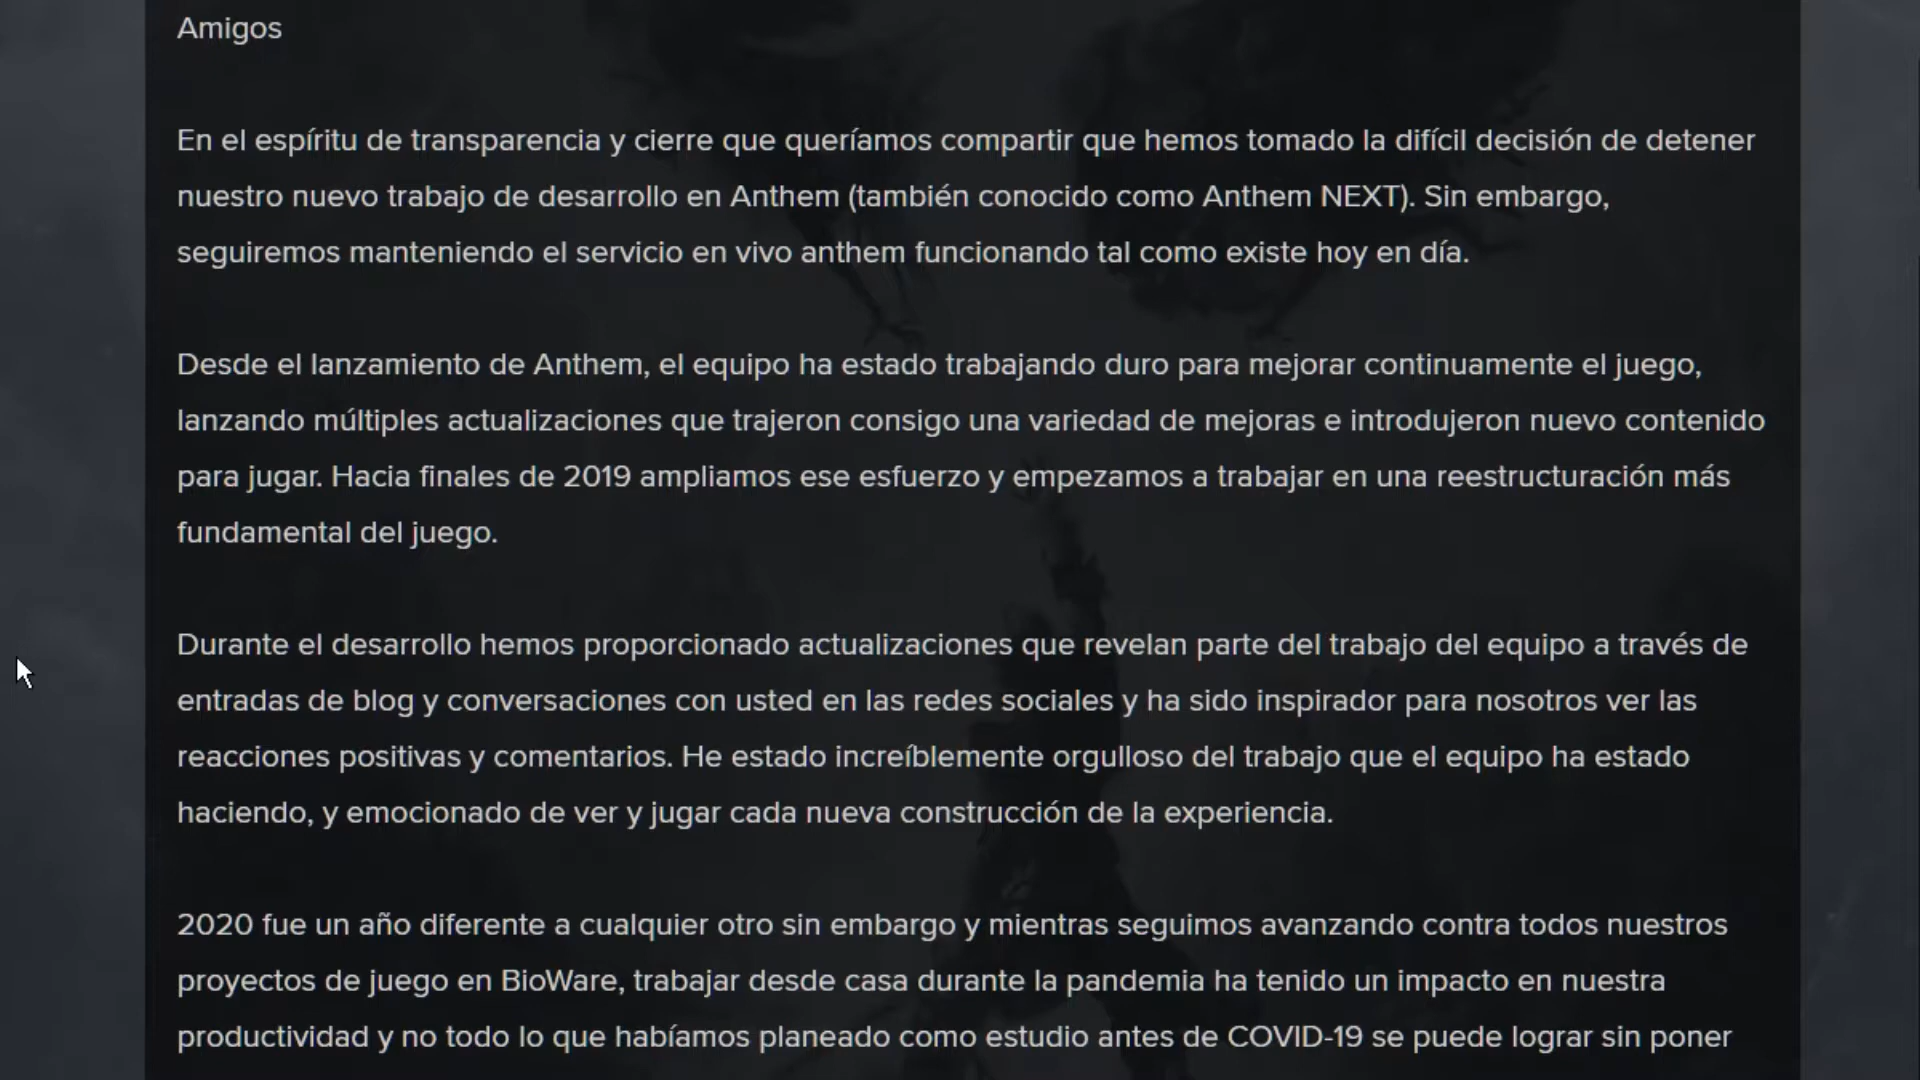 Amigos
En el espíritu de transparencia y cierre que queríamos compartir que hemos tomado la difícil decisión de detener
nuestro nuevo trabajo de desarrollo en Anthem (también conocido como Anthem NEXT). Sin embargo,
seguiremos manteniendo el servicio en vivo anthem funcionando tal como existe hoy en día.
Desde el lanzamiento de Anthem, el equipo ha estado trabajando duro para mejorar continuamente el juego,
lanzando múltiples actualizaciones que trajeron consigo una variedad de mejoras e introdujeron nuevo contenido
para jugar. Hacia finales de 2019 ampliamos ese esfuerzo y empezamos a trabajar en una reestructuración más
fundamental del juego.
Durante el desarrollo hemos proporcionado actualizaciones que revelan parte del trabajo del equipo a través de
entradas de blog y conversaciones con usted en las redes sociales y ha sido inspirador para nosotros ver las
reacciones positivas y comentarios. He estado increíblemente orgulloso del trabajo que el equipo ha estado
haciendo, y emocionado de ver y jugar cada nueva construcción de la experiencia.
2020 fue un año diferente a cualquier otro sin embargo y mientras seguimos avanzando contra todos nuestros
proyectos de juego en BioWare, trabajar desde casa durante la pandemia ha tenido un impacto en nuestra
productividad y no todo lo que habíamos planeado como estudio antes de COVID-19 se puede lograr sin poner